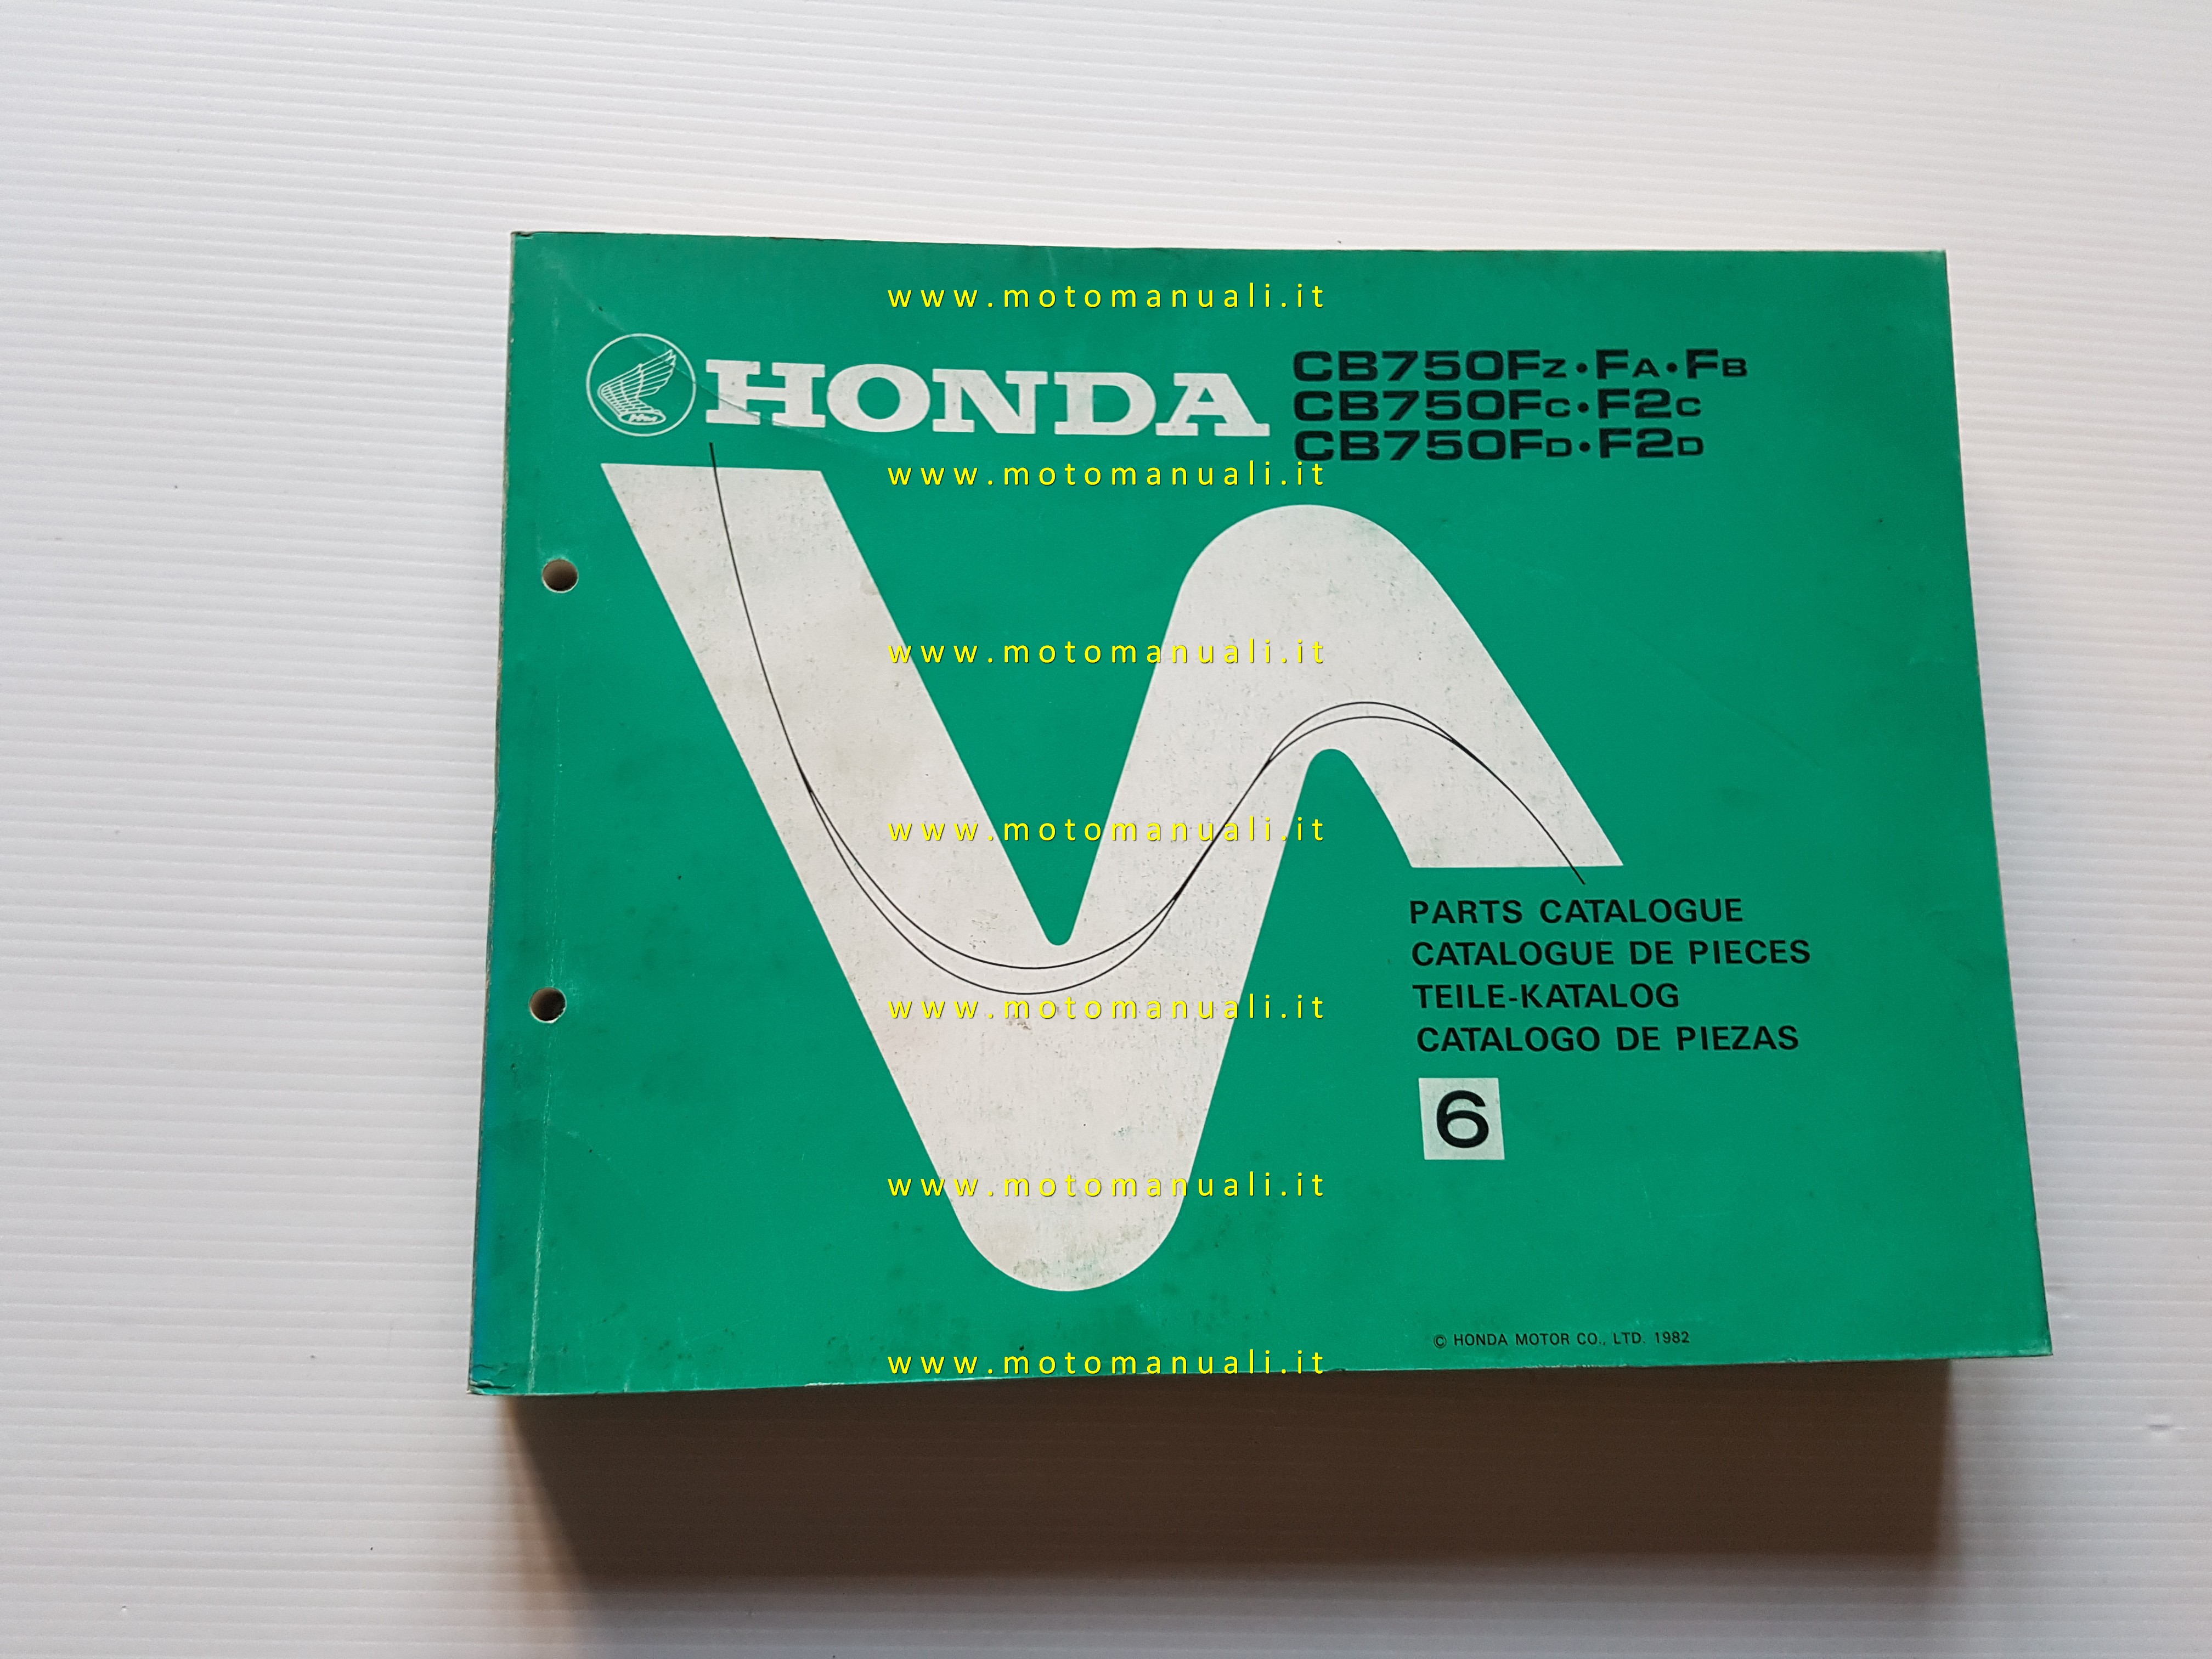 www.motomanuali.it
HONDA
CB750FZ·FA·FB
CB750FC·F2C
CB750FD·F2D
www.motomanuali.it
www.motomanuali.it
www.motomanuali.it
PARTS CATALOGUE
CATALOGUE DE PIECES
TEILE-KATALOG
CATALOGO DE PIEZAS
www.motomanuali.it
6
www.motomanuali.it
© HONDA MOTOR CO., LTD. 1982
www.motomanuali.it